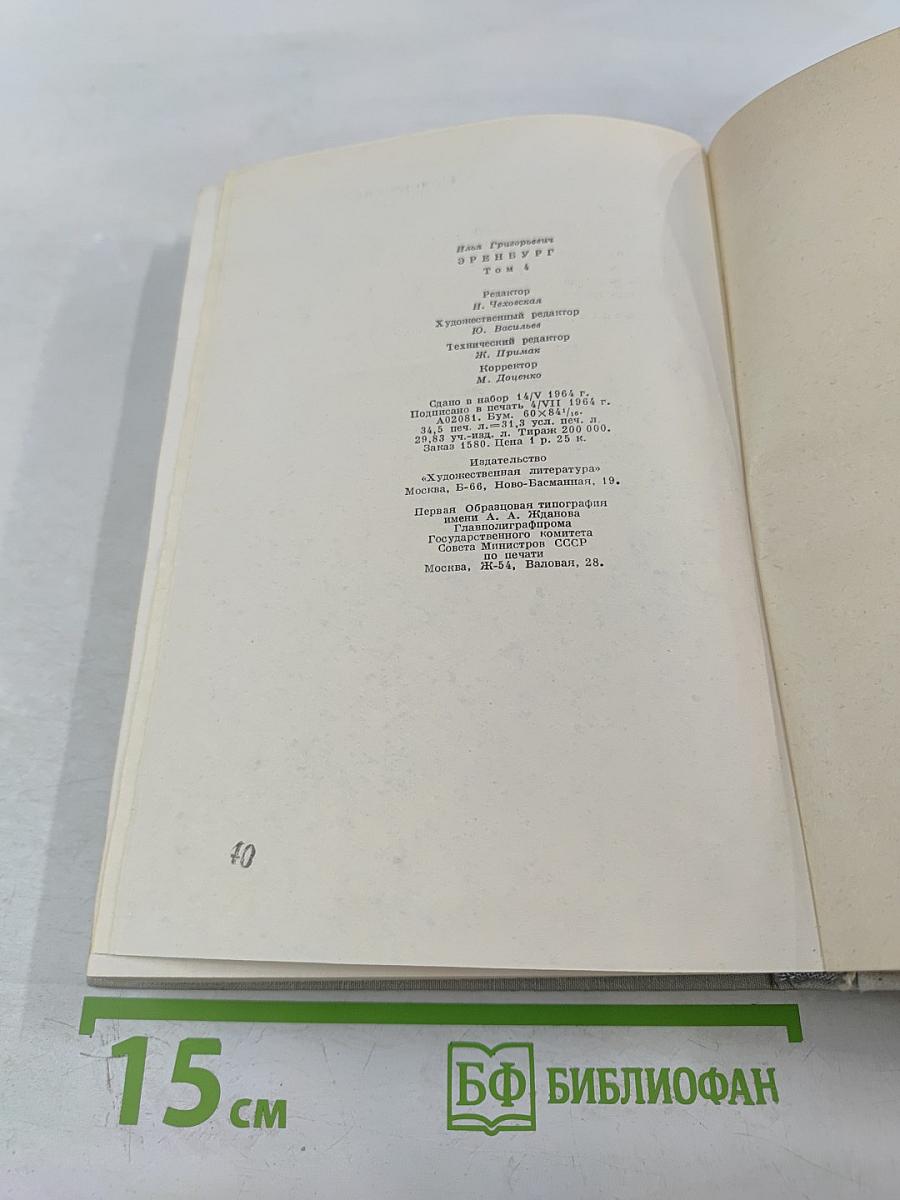 Илья Григорьевич
ЭРЕНБУРГ
Том 4
Редактор
И. Чеховская
Художественный редактор
Ю. Васильев
Технический редактор
Ж. Примак
Корректор
М. Доценко
Сдано в набор 14/V 1964 г.
Подписано в печать 4/VII 1964 г.
А02081. Бум. 60×84¹/₁₆.
34,5 печ. л.=31,3 усл. печ. л.
29,83 уч.-изд. л. Тираж 200 000.
Заказ 1580. Цена 1 р. 25 к.
Издательство
«Художественная литература»
Москва, Б-66, Ново-Басманная, 19.
Первая Образцовая типография
имени А. А. Жданова
Главполиграфпрома
Государственного комитета
Совета Министров СССР
по печати
Москва, Ж-54, Валовая, 28.
10
15 см
БФ БИБЛИОФАН